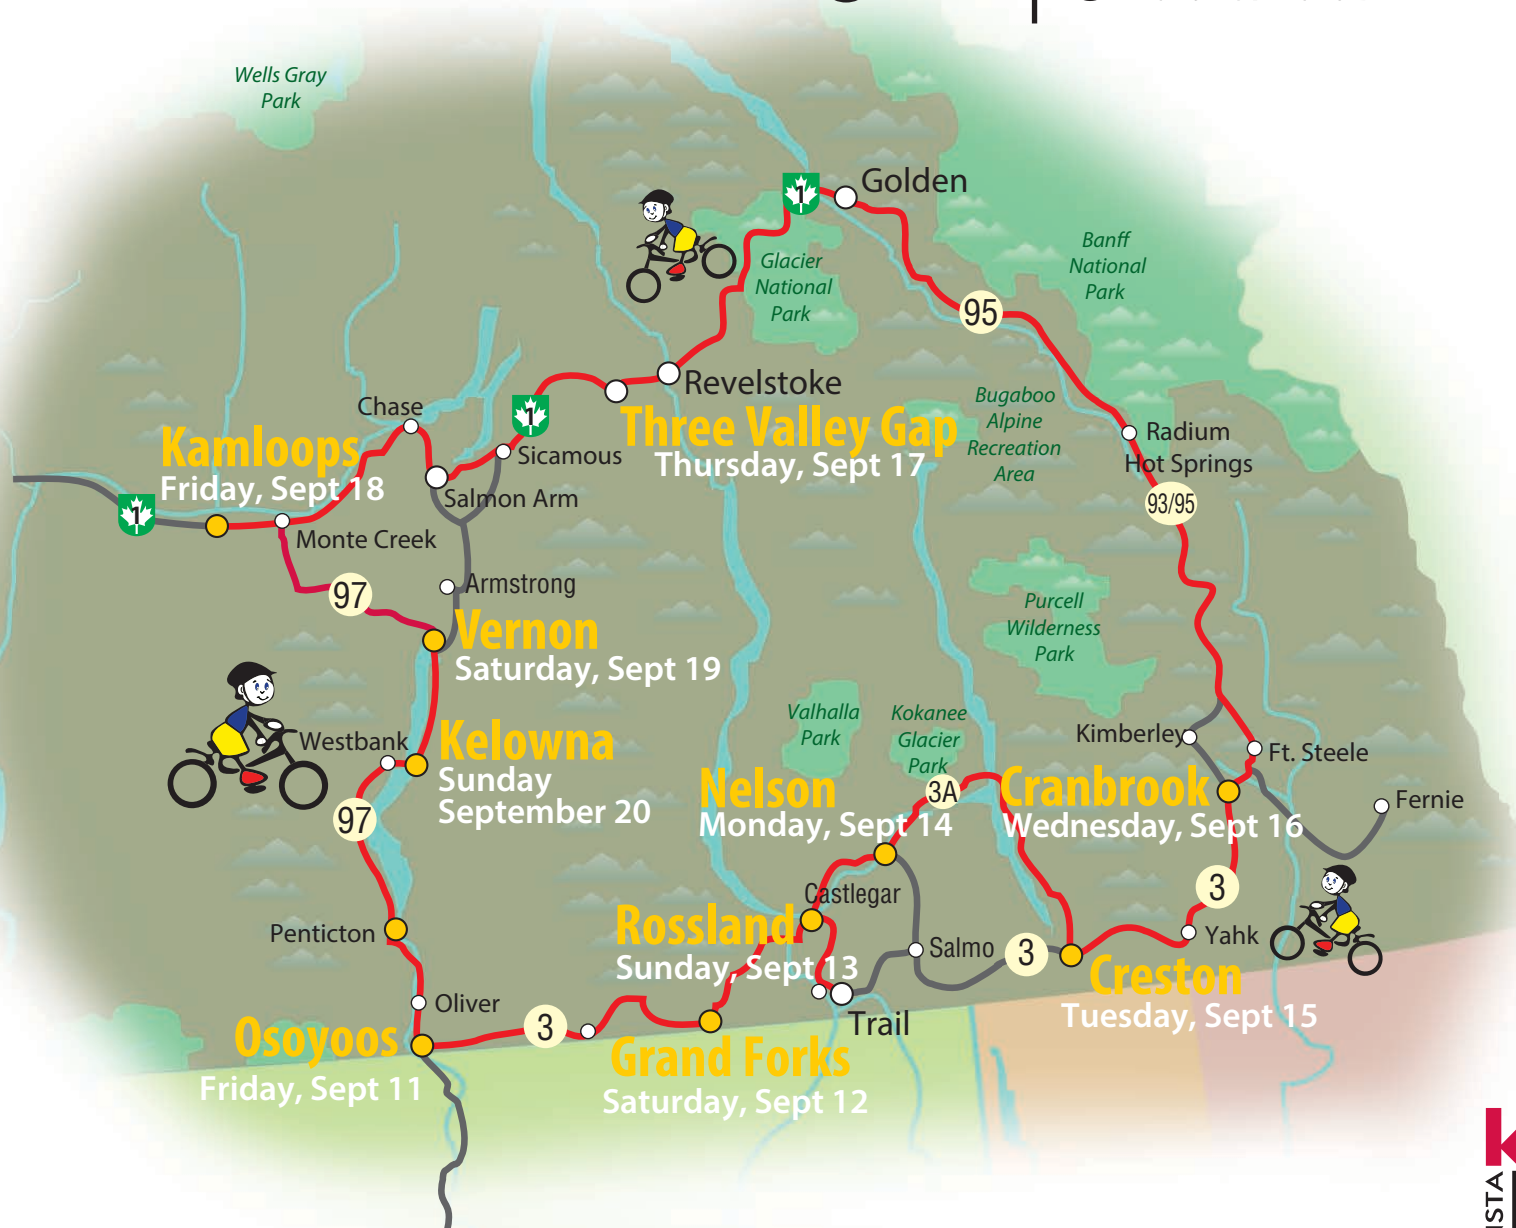 Wells Gray
Park
1
Golden
Banff
National
Park
Glacier
National
Park
95
Revelstoke
Three Valley Gap
Thursday, Sept 17
Bugaboo
Alpine
Recreation
Area
Chase
1
Kamloops
Friday, Sept 18
Sicamous
Salmon Arm
Radium
Hot Springs
93/95
1
Monte Creek
97
Armstrong
Vernon
Saturday, Sept 19
Purcell
Wilderness
Park
Westbank
Kelowna
Sunday
September 20
97
Valhalla
Park
Kokanee
Glacier
Park
Kimberley
Ft. Steele
Nelson
Monday, Sept 14
3A
Cranbrook
Wednesday, Sept 16
Fernie
3
Castlegar
Rossland
Sunday, Sept 13
Penticton
Salmo
3
Yahk
Creston
Tuesday, Sept 15
Oliver
Trail
Osoyoos
Friday, Sept 11
3
Grand Forks
Saturday, Sept 12
k
ISTA